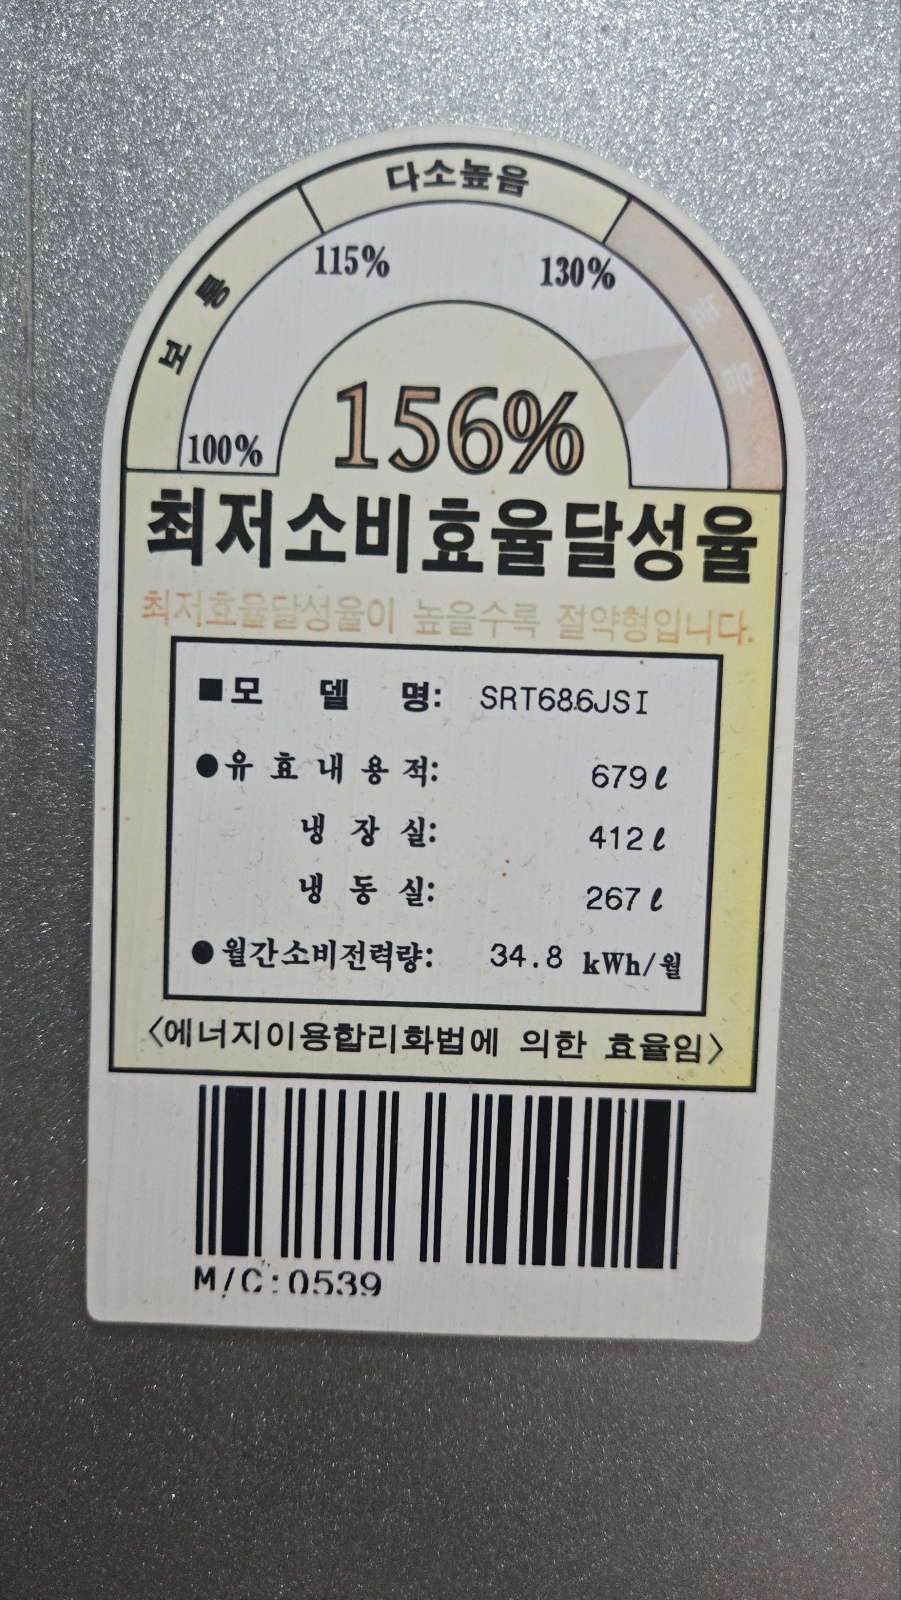 다소높음
보통
115%
130%
100%
156%
최저소비효율달성율
최저효율달성율이 높을수록 절약형입니다.
■모 델 명: SRT686JSI
●유효내용적: 679ℓ
냉장실: 412ℓ
냉동실: 267ℓ
●월간소비전력량: 34.8 kWh/월
〈에너지이용합리화법에 의한 효율임〉
M/C:0539